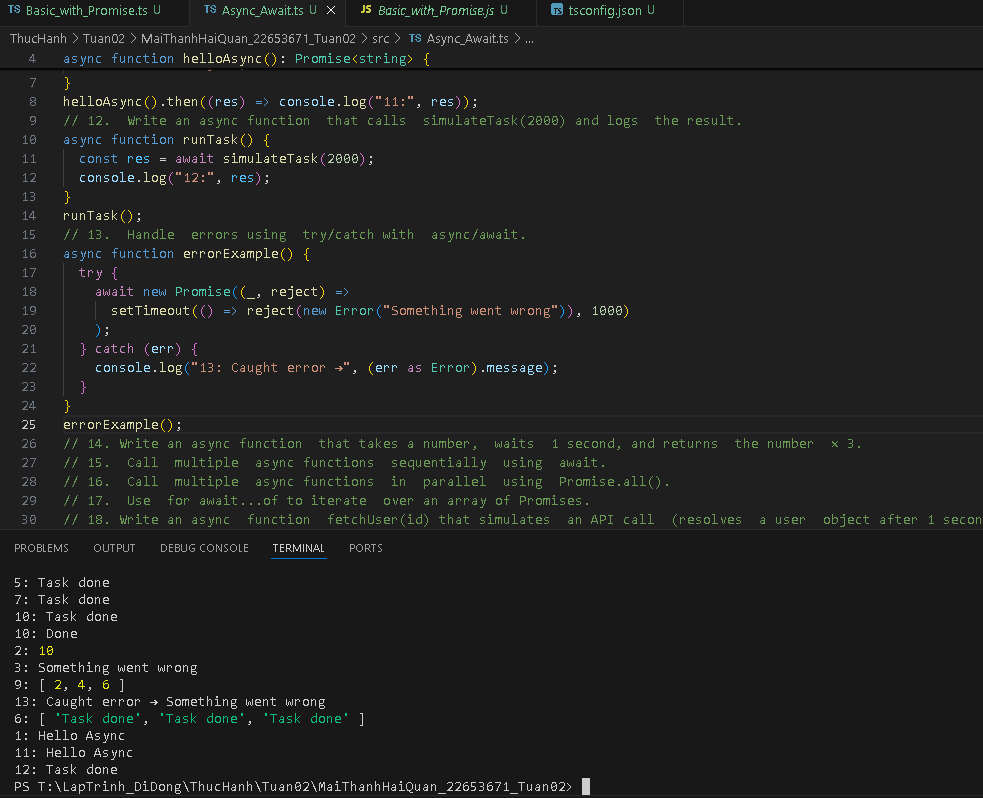 TS Basic_with_Promise.ts U TS Async_Await.ts U × JS Basic_with_Promise.js U TS tsconfig.json U
ThucHanh > Tuan02 > MaiThanhHaiQuan_22653671_Tuan02 > src > TS Async_Await.ts > ...
4 async function helloAsync(): Promise<string> {
7 }
8 helloAsync().then((res) => console.log("11:", res));
9 // 12. Write an async function that calls simulateTask(2000) and logs the result.
10 async function runTask() {
11 const res = await simulateTask(2000);
12 console.log("12:", res);
13 }
14 runTask();
15 // 13. Handle errors using try/catch with async/await.
16 async function errorExample() {
17 try {
18 await new Promise((_, reject) =>
19 setTimeout(() => reject(new Error("Something went wrong")), 1000)
20 );
21 } catch (err) {
22 console.log("13: Caught error →", (err as Error).message);
23 }
24 }
25 errorExample();
26 // 14. Write an async function that takes a number, waits 1 second, and returns the number × 3.
27 // 15. Call multiple async functions sequentially using await.
28 // 16. Call multiple async functions in parallel using Promise.all().
29 // 17. Use for await...of to iterate over an array of Promises.
30 // 18. Write an async function fetchUser(id) that simulates an API call (resolves a user object after 1 secon
PROBLEMS OUTPUT DEBUG CONSOLE TERMINAL PORTS
5: Task done
7: Task done
10: Task done
10: Done
2: 10
3: Something went wrong
9: [ 2, 4, 6 ]
13: Caught error → Something went wrong
6: [ 'Task done', 'Task done', 'Task done' ]
1: Hello Async
11: Hello Async
12: Task done
PS T:\LapTrinh_DiDong\ThucHanh\Tuan02\MaiThanhHaiQuan_22653671_Tuan02>